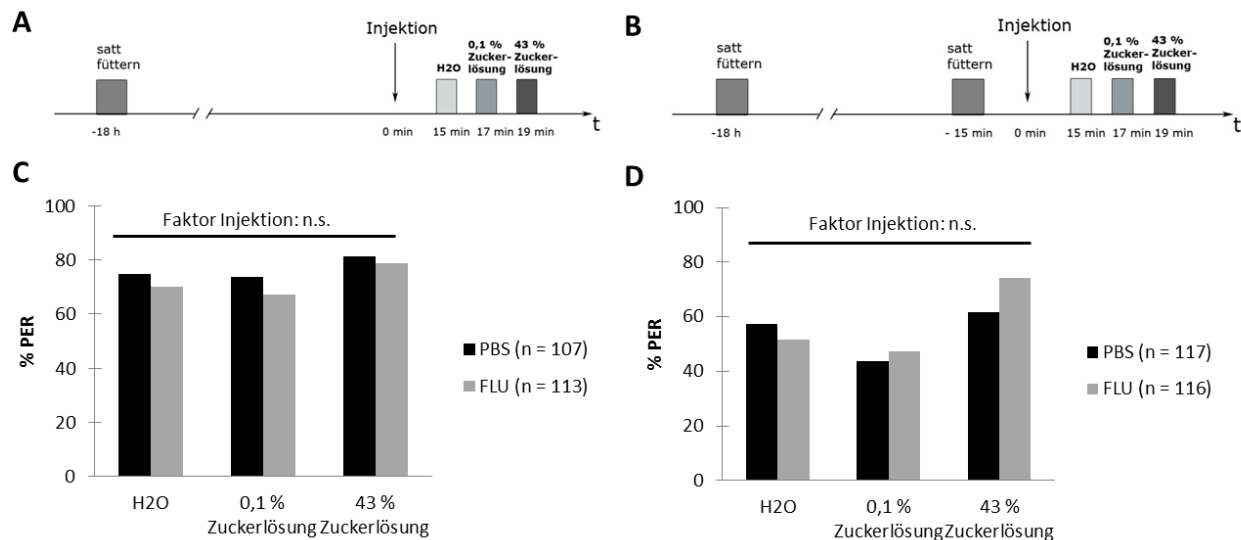 A
Injektion
satt
füttern
H2O
0,1 %
Zucker-
lösung
43 %
Zucker-
lösung
t
-18 h
0 min
15 min
17 min
19 min
B
Injektion
satt
füttern
satt
füttern
H2O
0,1 %
Zucker-
lösung
43 %
Zucker-
lösung
t
-18 h
- 15 min
0 min
15 min
17 min
19 min
C
Faktor Injektion: n.s.
% PER
100
80
60
40
20
0
H2O
0,1 %
Zuckerlösung
43 %
Zuckerlösung
PBS (n = 107)
FLU (n = 113)
D
Faktor Injektion: n.s.
% PER
100
80
60
40
20
0
H2O
0,1 %
Zuckerlösung
43 %
Zuckerlösung
PBS (n = 117)
FLU (n = 116)